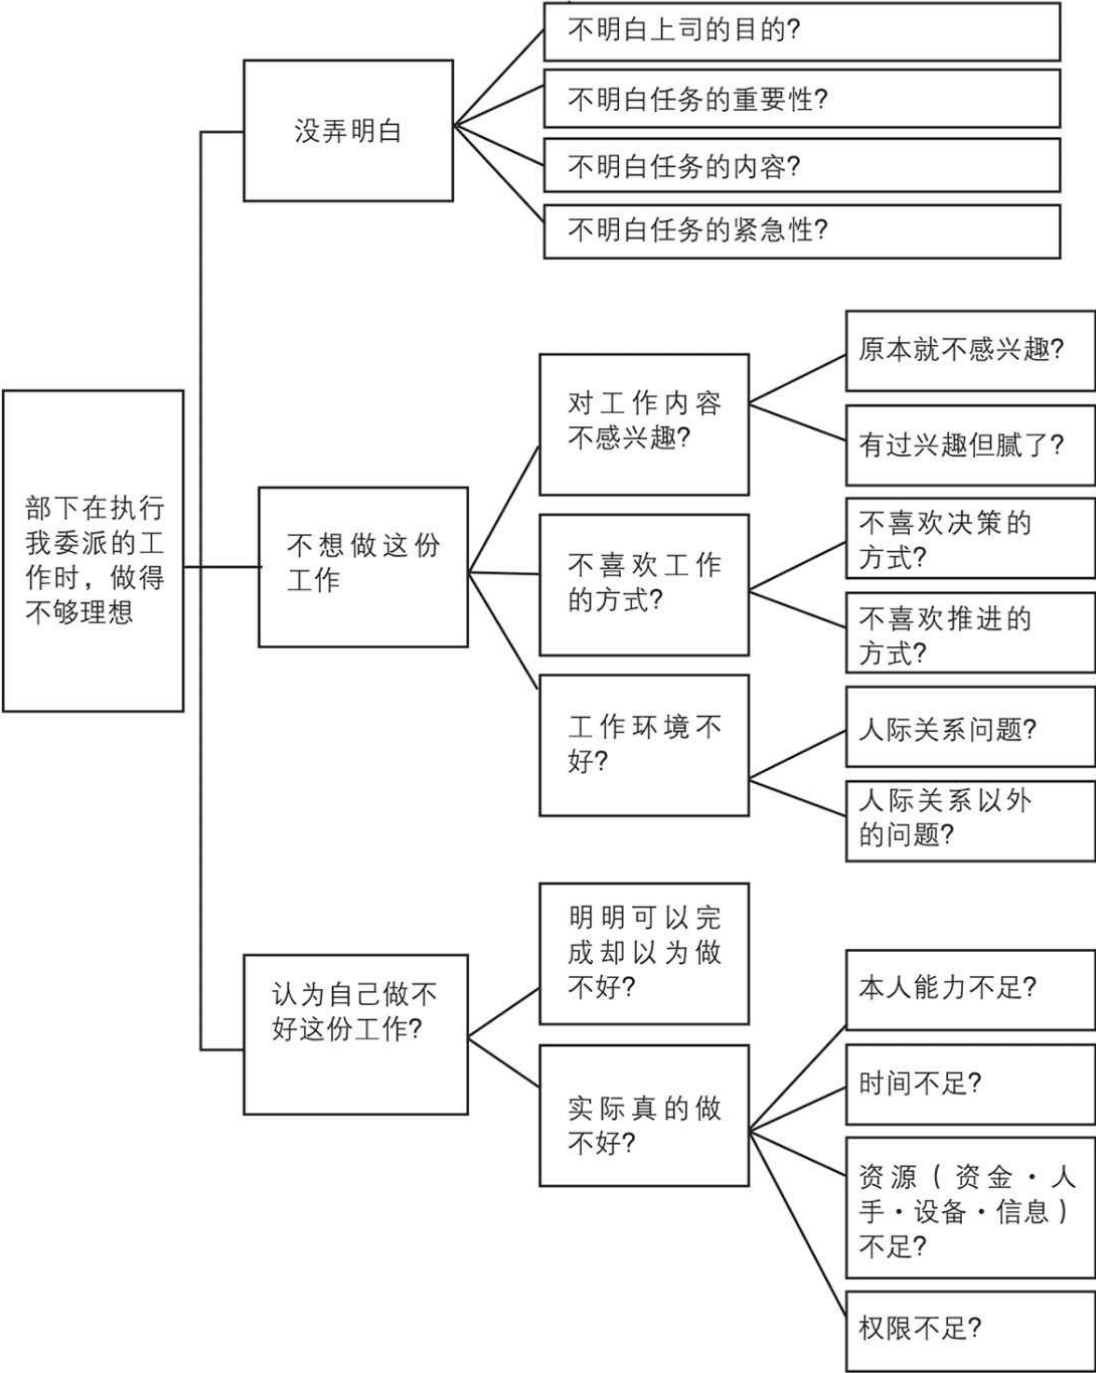 不明白上司的目的?
不明白任务的重要性?
没弄明白
不明白任务的内容?
不明白任务的紧急性?
原本就不感兴趣?
对工作内容
不感兴趣?
有过兴趣但腻了?
部下在执行
我委派的工
作时，做得
不够理想
不想做这份
工作
不喜欢工作
的方式?
不喜欢决策的
方式?
不喜欢推进的
方式?
工作环境不
好?
人际关系问题?
人际关系以外
的问题?
明明可以完
成却以为做
不好?
认为自己做不
好这份工作?
本人能力不足?
实际真的做
不好?
时间不足?
资源（资金·人
手·设备·信息）
不足?
权限不足?